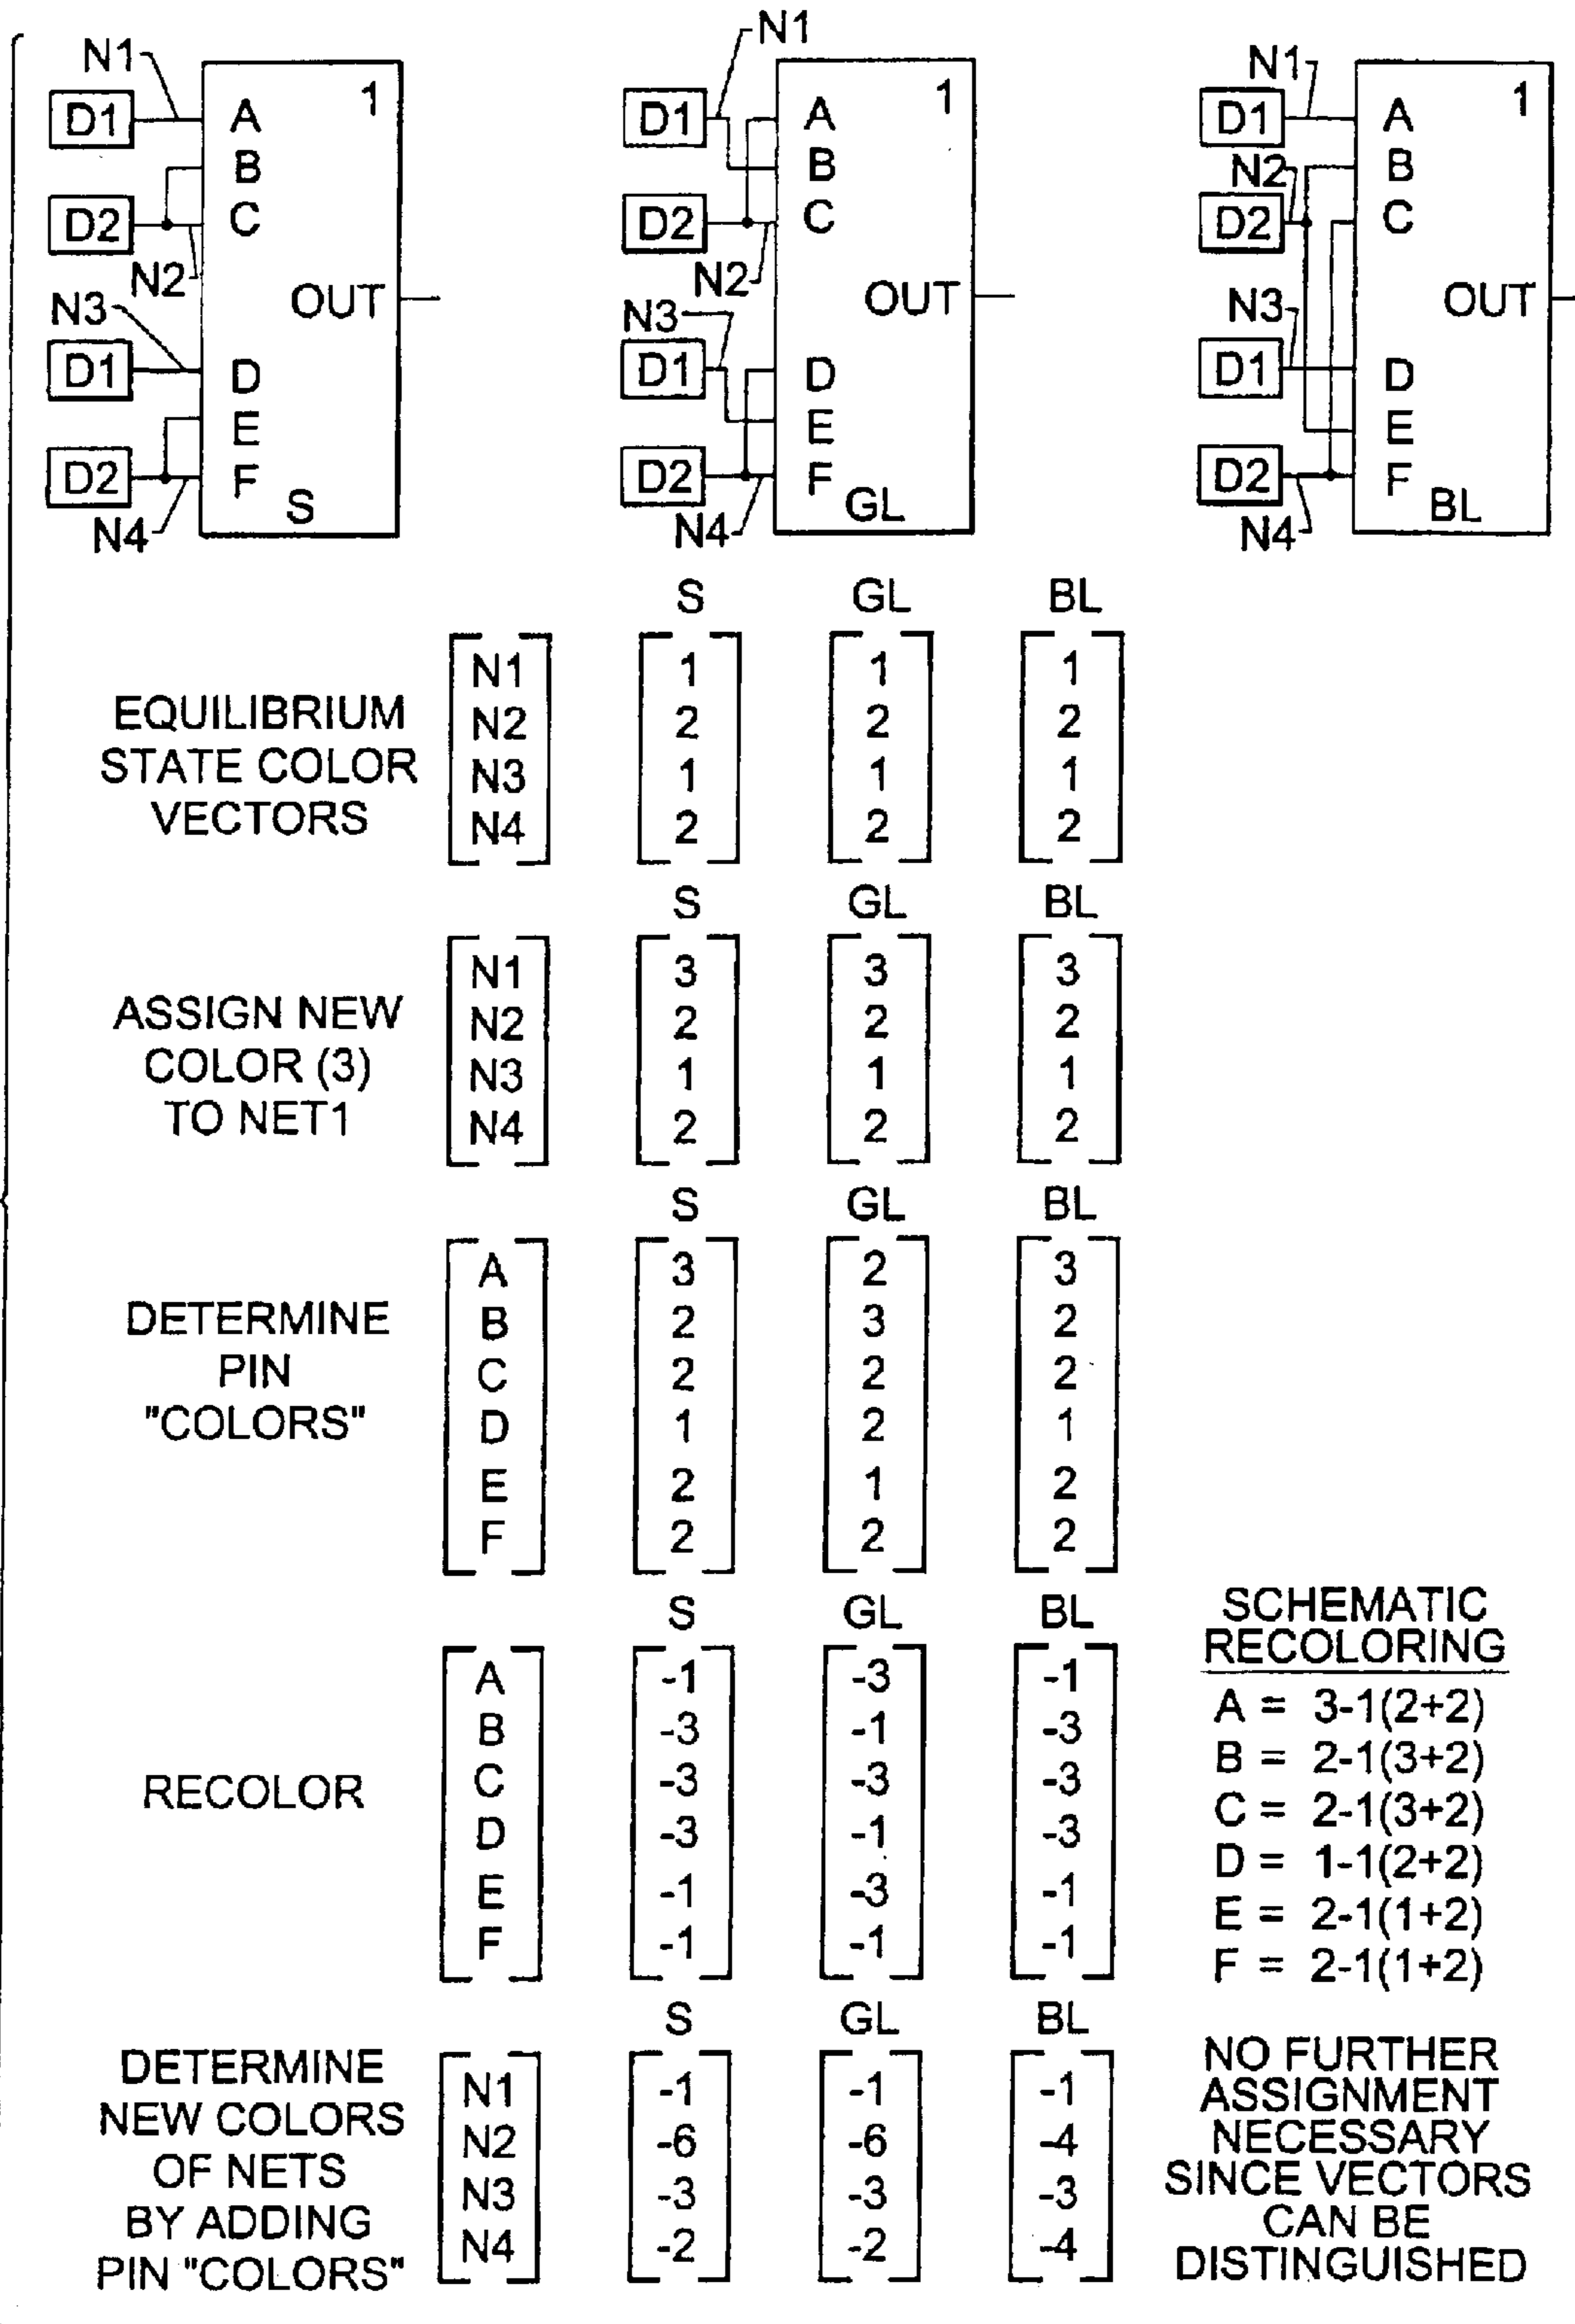 N1
D1
A
1
B
D2
C
N2
OUT
N3
D1
D
E
D2
F
S
N4
N1
D1
A
1
B
D2
C
N2
OUT
N3
D1
D
E
D2
F
GL
N4
N1
D1
A
1
N2
B
D2
C
N3
OUT
D1
D
E
D2
F
BL
N4
S GL BL
EQUILIBRIUM
STATE COLOR
VECTORS
N1 1 1 1
N2 2 2 2
N3 1 1 1
N4 2 2 2
S GL BL
ASSIGN NEW
COLOR (3)
TO NET1
N1 3 3 3
N2 2 2 2
N3 1 1 1
N4 2 2 2
S GL BL
DETERMINE
PIN
"COLORS"
A 3 2 3
B 2 3 2
C 2 2 2
D 1 2 1
E 2 1 2
F 2 2 2
S GL BL
RECOLOR
A -1 -3 -1
B -3 -1 -3
C -3 -3 -3
D -3 -1 -3
E -1 -3 -1
F -1 -1 -1
SCHEMATIC
RECOLORING
A = 3-1(2+2)
B = 2-1(3+2)
C = 2-1(3+2)
D = 1-1(2+2)
E = 2-1(1+2)
F = 2-1(1+2)
S GL BL
DETERMINE
NEW COLORS
OF NETS
BY ADDING
PIN "COLORS"
N1 -1 -1 -1
N2 -6 -6 -4
N3 -3 -3 -3
N4 -2 -2 -4
NO FURTHER
ASSIGNMENT
NECESSARY
SINCE VECTORS
CAN BE
DISTINGUISHED